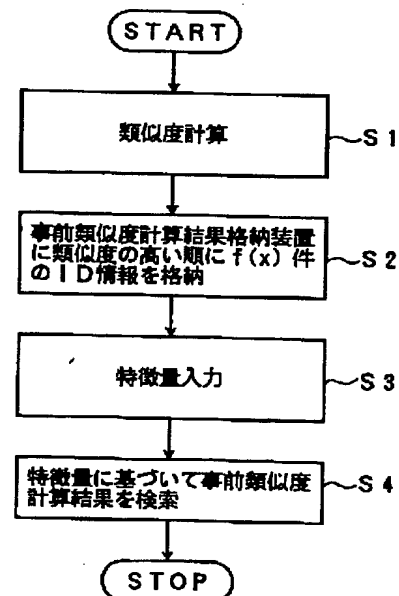 START
類似度計算
S1
事前類似度計算結果格納装置
に類似度の高い順に f(x) 件
のID情報を格納
S2
特徴量入力
S3
特徴量に基づいて事前類似度
計算結果を検索
S4
STOP